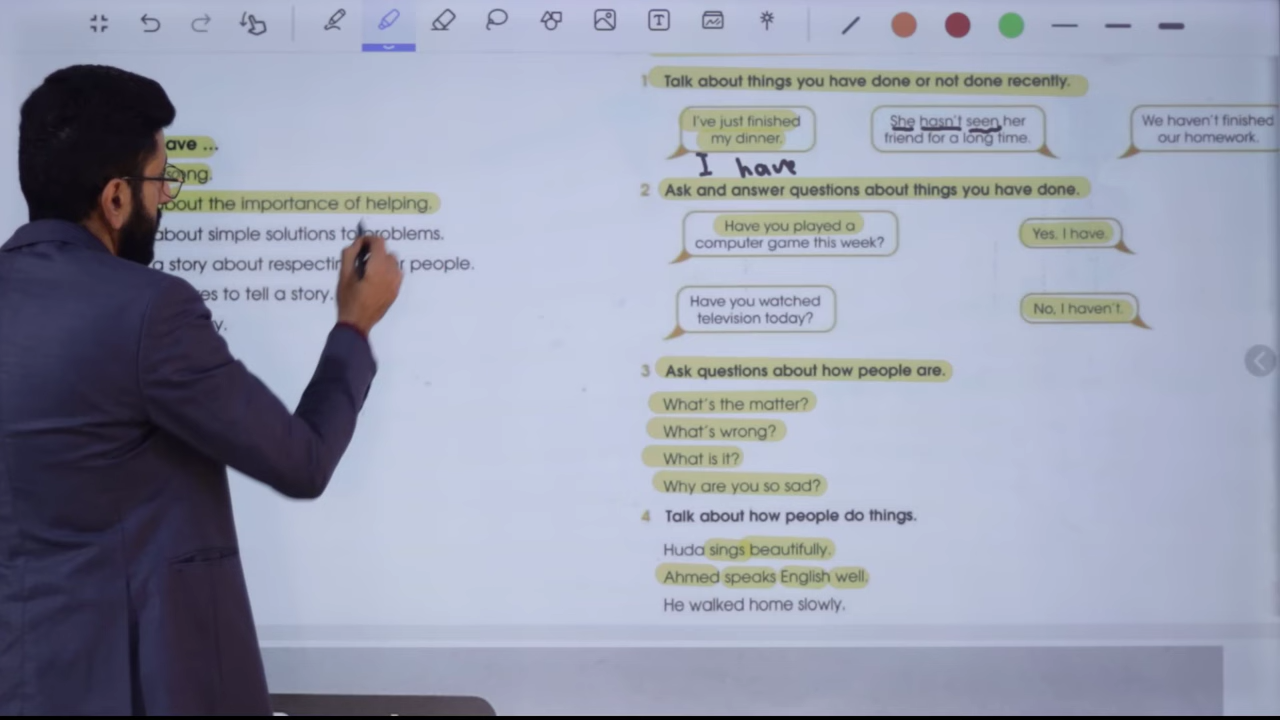 song.
about the importance of helping.
about simple solutions to problems.
a story about respecting people.
to tell a story.
1 Talk about things you have done or not done recently.
I've just finished
my dinner.
She hasn't seen her
friend for a long time.
We haven't finished
our homework.
I have
2 Ask and answer questions about things you have done.
Have you played a
computer game this week?
Yes, I have.
Have you watched
television today?
No, I haven't.
3 Ask questions about how people are.
What's the matter?
What's wrong?
What is it?
Why are you so sad?
4 Talk about how people do things.
Huda sings beautifully.
Ahmed speaks English well.
He walked home slowly.